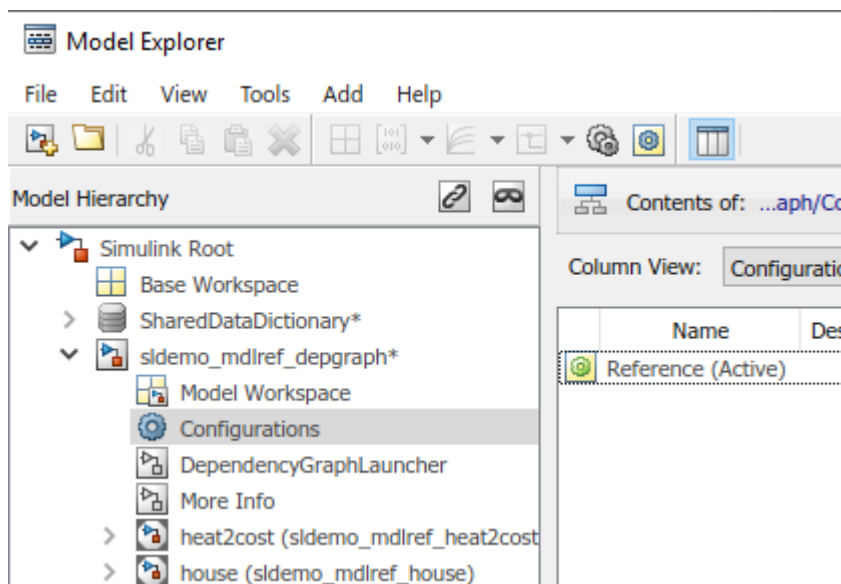 Model Explorer
File Edit View Tools Add Help
Model Hierarchy
Simulink Root
Base Workspace
SharedDataDictionary*
sldemo_mdlref_depgraph*
Model Workspace
Configurations
DependencyGraphLauncher
More Info
heat2cost (sldemo_mdlref_heat2cost
house (sldemo_mdlref_house)
Contents of: ...aph/Co
Column View: Configuratio
Name Des
Reference (Active)